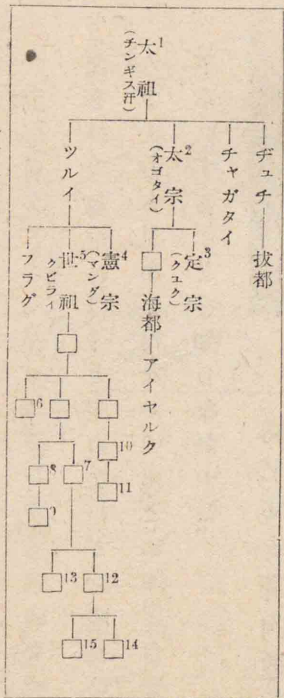 太祖1
(チンギス汗)
ヂュチ―拔都
チャガタイ
太宗2
(オゴタイ)
定宗3
(クユク)
□―海都―アイヤルク
ツルイ
憲宗4
(マング)
世祖5
クビライ
フラグ
□
□
□10
□11
□
□7
□12
□14
□15
□13
□8
□9
□6